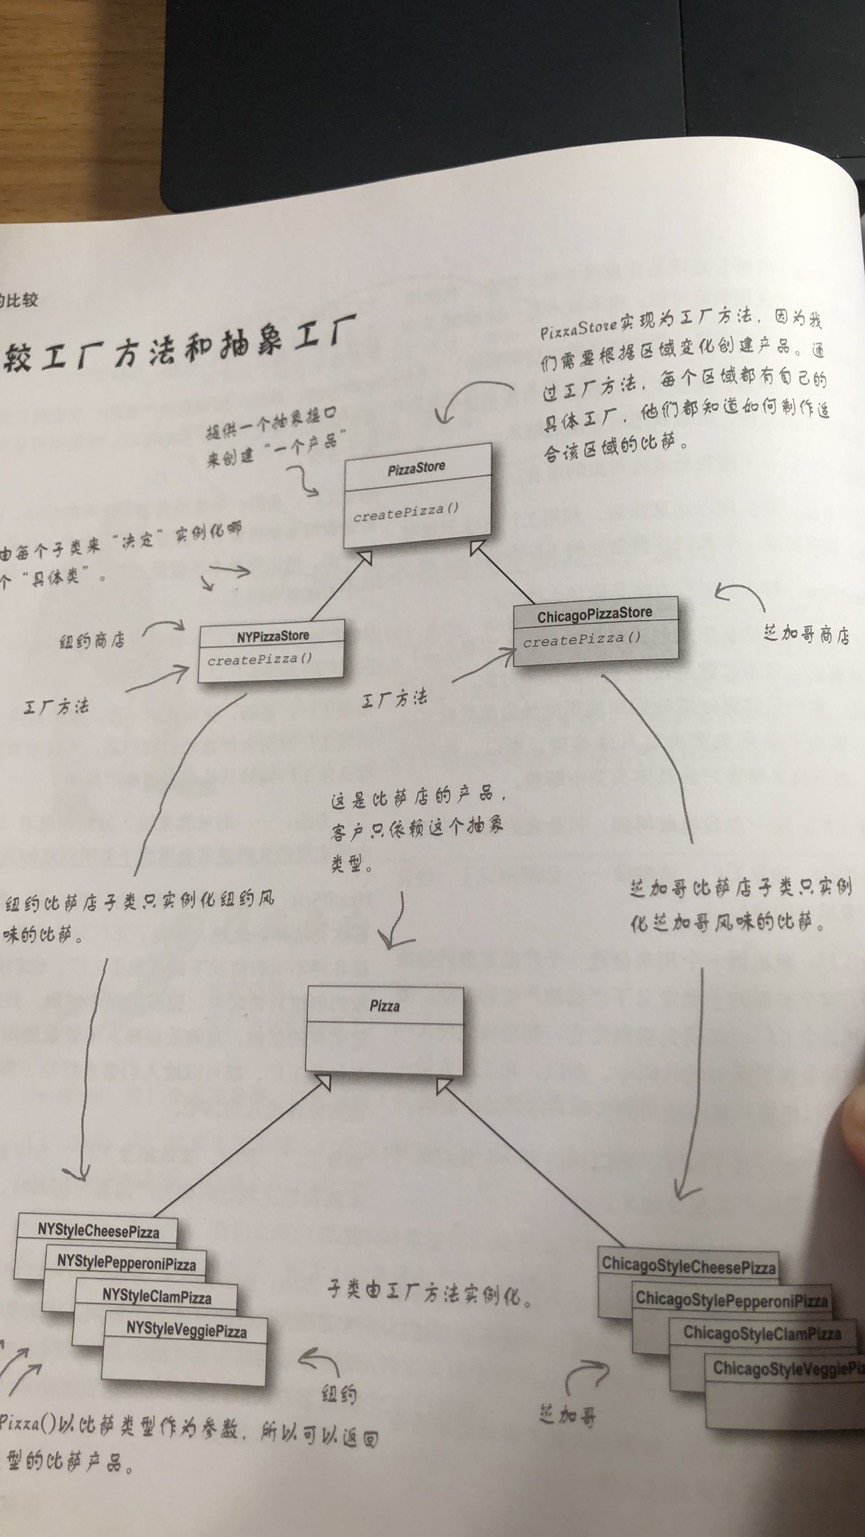 的比较
较工厂方法和抽象工厂
PizzaStore实现为工厂方法，因为我
们需要根据区域变化创建产品。通
过工厂方法，每个区域都有自己的
具体工厂，他们都知道如何制作适
合该区域的比萨。
提供一个抽象接口
来创建“一个产品”
PizzaStore
createPizza()
由每个子类来“决定”实例化哪
个“具体类”。
纽约商店
NYPizzaStore
createPizza()
工厂方法
ChicagoPizzaStore
createPizza()
芝加哥商店
工厂方法
这是比萨店的产品，
客户只依赖这个抽象
类型。
纽约比萨店子类只实例化纽约风
味的比萨。
芝加哥比萨店子类只实例
化芝加哥风味的比萨。
Pizza
NYStyleCheesePizza
NYStylePepperoniPizza
NYStyleClamPizza
NYStyleVeggiePizza
子类由工厂方法实例化。
ChicagoStyleCheesePizza
ChicagoStylePepperoniPizza
ChicagoStyleClamPizza
ChicagoStyleVeggiePiz
纽约
芝加哥
Pizza()以比萨类型作为参数，所以可以返回
型的比萨产品。